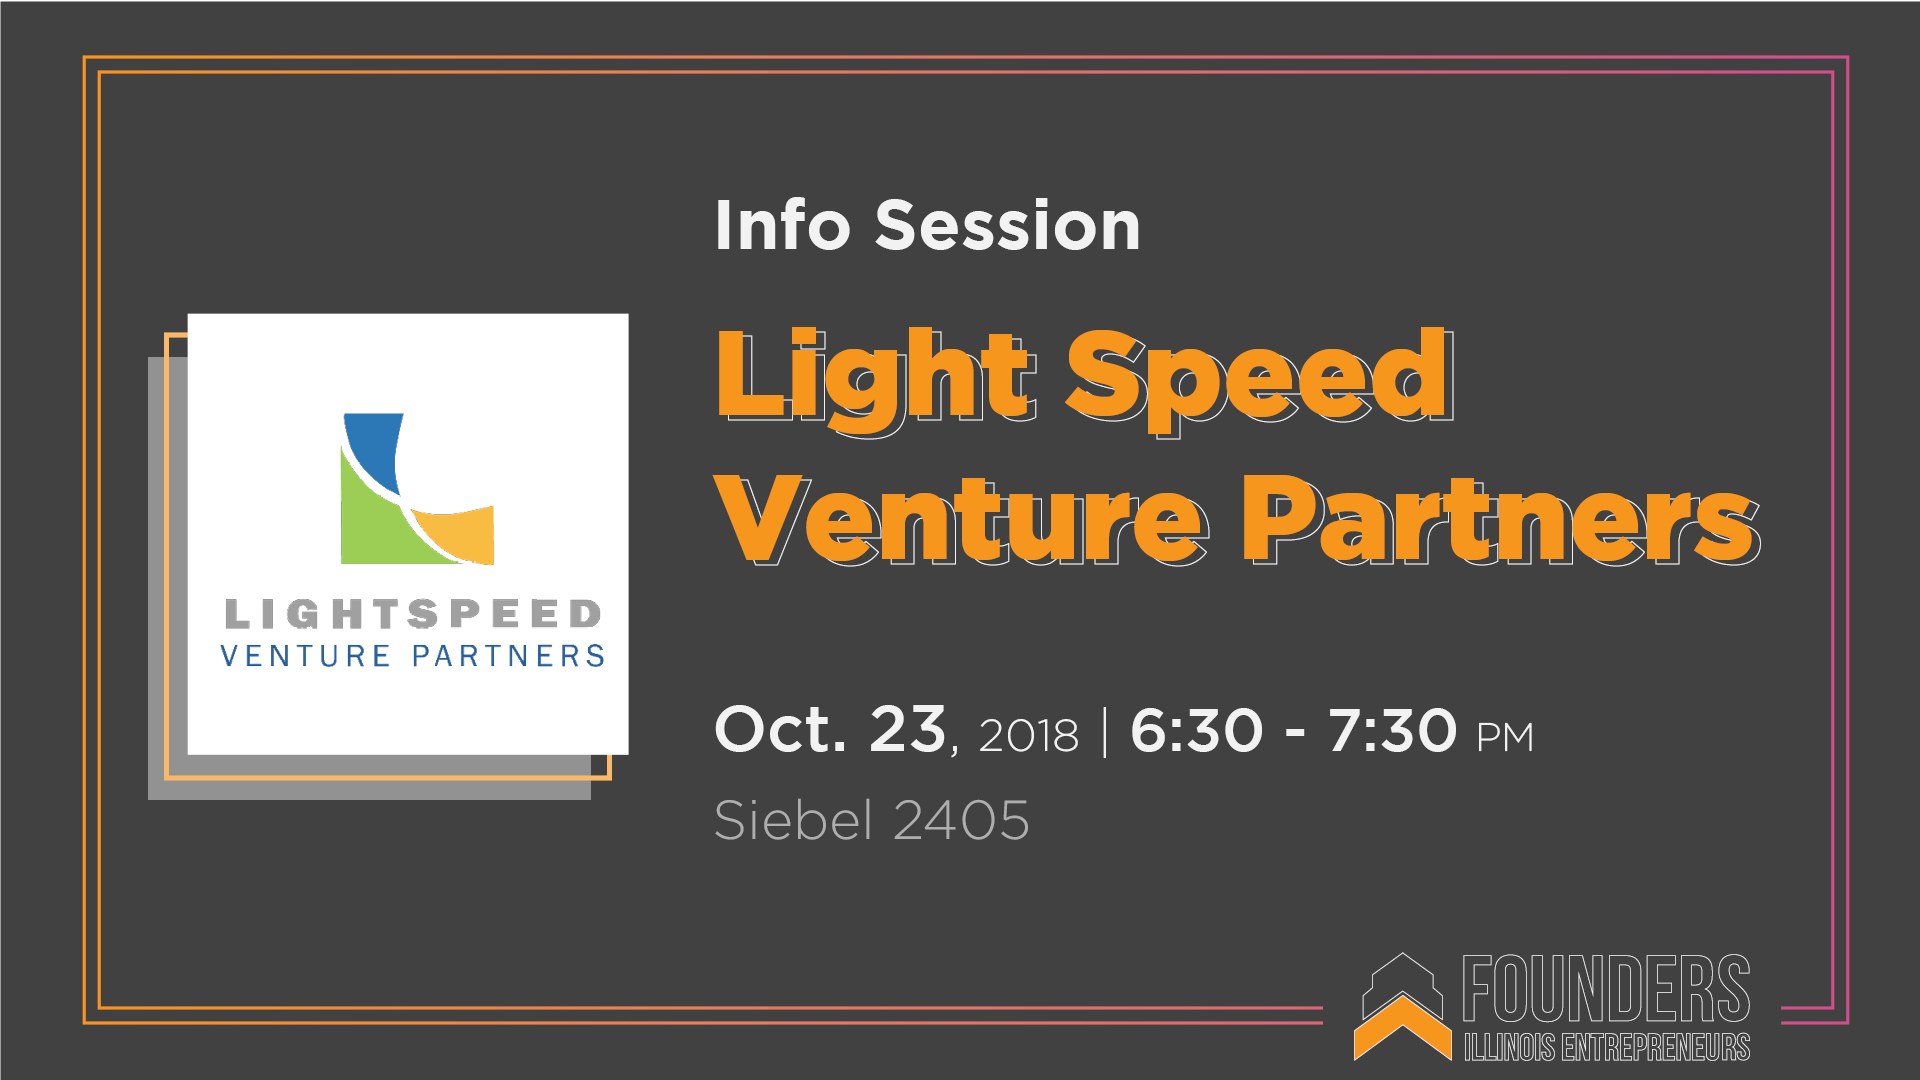 Info Session
Light Speed
Venture Partners
LIGHTSPEED
VENTURE PARTNERS
Oct. 23, 2018 | 6:30 - 7:30 PM
Siebel 2405
FOUNDERS
ILLINOIS ENTREPRENEURS